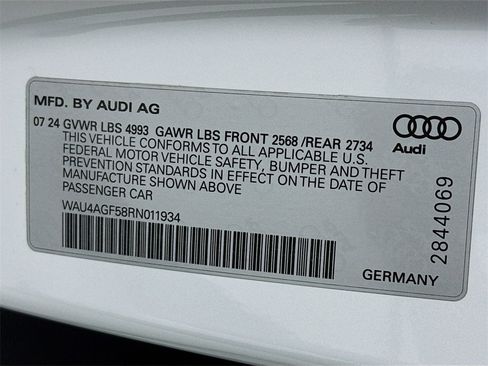 MFD. BY AUDI AG
07 24 GVWR LBS 4993 GAWR LBS FRONT 2568 /REAR 2734
THIS VEHICLE CONFORMS TO ALL APPLICABLE U.S.
FEDERAL MOTOR VEHICLE SAFETY, BUMPER AND THEFT
PREVENTION STANDARDS IN EFFECT ON THE DATE OF
MANUFACTURE SHOWN ABOVE
PASSENGER CAR
WAU4AGF58RN011934
Audi
2844069
GERMANY